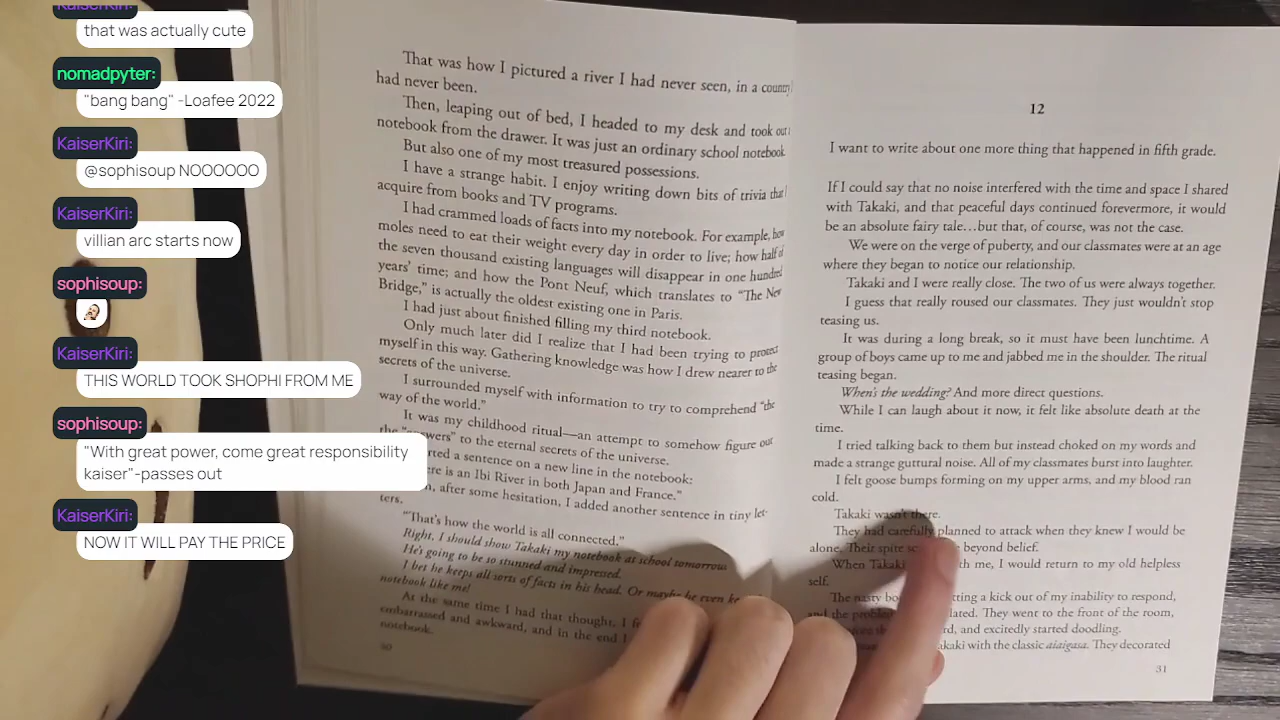 KaiserKiri:
that was actually cute
nomadpyter:
"bang bang" -Loafee 2022
KaiserKiri:
@sophisoup NOOOOOO
KaiserKiri:
villian arc starts now
sophisoup:
KaiserKiri:
THIS WORLD TOOK SHOPHI FROM ME
sophisoup:
"With great power, come great responsibility
kaiser"-passes out
KaiserKiri:
NOW IT WILL PAY THE PRICE
That was how I pictured a river I had never seen, in a country
had never been.
Then, leaping out of bed, I headed to my desk and took out
notebook from the drawer. It was just an ordinary school notebook.
But also one of my most treasured possessions.
I have a strange habit. I enjoy writing down bits of trivia that
acquire from books and TV programs.
I had crammed loads of facts into my notebook. For example, how
moles need to eat their weight every day in order to live; how half of
the seven thousand existing languages will disappear in one hundred
years' time; and how the Pont Neuf, which translates to "The New
Bridge," is actually the oldest existing one in Paris.
I had just about finished filling my third notebook.
Only much later did I realize that I had been trying to protect
myself in this way. Gathering knowledge was how I drew nearer to the
secrets of the universe.
I surrounded myself with information to try to comprehend "the
way of the world."
It was my childhood ritual—an attempt to somehow figure out
the to the eternal secrets of the universe.
a sentence on a new line in the notebook:
is an Ibi River in both Japan and France."
after some hesitation, I added another sentence in tiny let-
ters.
"That's how the world is all connected."
Right. I should show Takaki my notebook at school tomorrow
He's going to be so stunned and impressed.
I bet he keeps all sorts of facts in his head. Or maybe he even
notebook like me!
At the same time I had that thought, I
embarrassed and awkward, and in the end I
notebook.
30
12
I want to write about one more thing that happened in fifth grade.
If I could say that no noise interfered with the time and space I shared
with Takaki, and that peaceful days continued forevermore, it would
be an absolute fairy tale…but that, of course, was not the case.
We were on the verge of puberty, and our classmates were at an age
where they began to notice our relationship.
Takaki and I were really close. The two of us were always together.
I guess that really roused our classmates. They just wouldn't stop
teasing us.
It was during a long break, so it must have been lunchtime. A
group of boys came up to me and jabbed me in the shoulder. The ritual
teasing began.
When's the wedding? And more direct questions.
While I can laugh about it now, it felt like absolute death at the
time.
I tried talking back to them but instead choked on my words and
made a strange guttural noise. All of my classmates burst into laughter.
I felt goose bumps forming on my upper arms, and my blood ran
cold.
Takaki wasn't there.
They had carefully planned to attack when they knew I would be
alone. Their spite beyond belief.
When Takaki me, I would return to my old helpless
self.
The nasty a kick out of my inability to respond,
and the They went to the front of the room,
and excitedly started doodling.
with the classic aiaigasa. They decorated
31